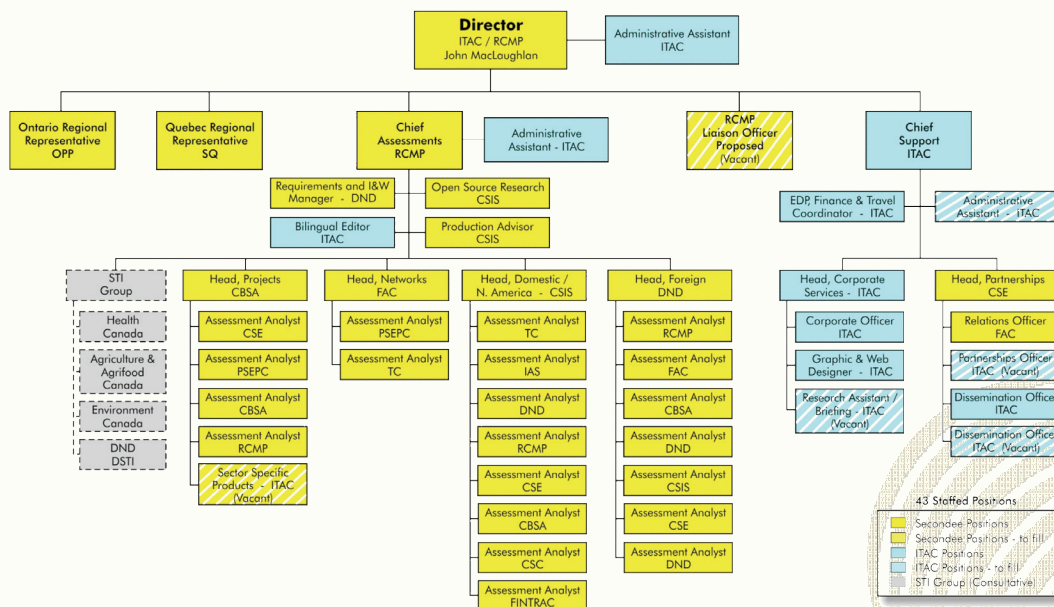 Director
ITAC / RCMP
John MacLaughlan
Administrative Assistant
ITAC
Ontario Regional
Representative
OPP
Quebec Regional
Representative
SQ
Chief
Assessments
RCMP
Administrative
Assistant - ITAC
RCMP
Liaison Officer
Proposed
(Vacant)
Chief
Support
ITAC
Requirements and I&W
Manager - DND
Open Source Research
CSIS
Bilingual Editor
ITAC
Production Advisor
CSIS
EDP, Finance & Travel
Coordinator - ITAC
Administrative
Assistant - ITAC
STI
Group
Health
Canada
Agriculture &
Agrifood
Canada
Environment
Canada
DND
DSTI
Head, Projects
CBSA
Assessment Analyst
CSE
Assessment Analyst
PSEPC
Assessment Analyst
CBSA
Assessment Analyst
RCMP
Sector Specific
Products - ITAC
(Vacant)
Head, Networks
FAC
Assessment Analyst
PSEPC
Assessment Analyst
TC
Head, Domestic /
N. America - CSIS
Assessment Analyst
TC
Assessment Analyst
IAS
Assessment Analyst
DND
Assessment Analyst
RCMP
Assessment Analyst
CSE
Assessment Analyst
CBSA
Assessment Analyst
CSC
Assessment Analyst
FINTRAC
Head, Foreign
DND
Assessment Analyst
RCMP
Assessment Analyst
FAC
Assessment Analyst
CBSA
Assessment Analyst
DND
Assessment Analyst
CSIS
Assessment Analyst
CSE
Assessment Analyst
DND
Head, Corporate
Services - ITAC
Corporate Officer
ITAC
Graphic & Web
Designer - ITAC
Research Assistant /
Briefing - ITAC
(Vacant)
Head, Partnerships
CSE
Relations Officer
FAC
Partnerships Officer
ITAC (Vacant)
Dissemination Office
ITAC
Dissemination Office
ITAC (Vacant)
43 Staffed Positions
Secondee Positions
Secondee Positions - to fill
ITAC Positions
ITAC Positions - to fill
STI Group (Consultative)